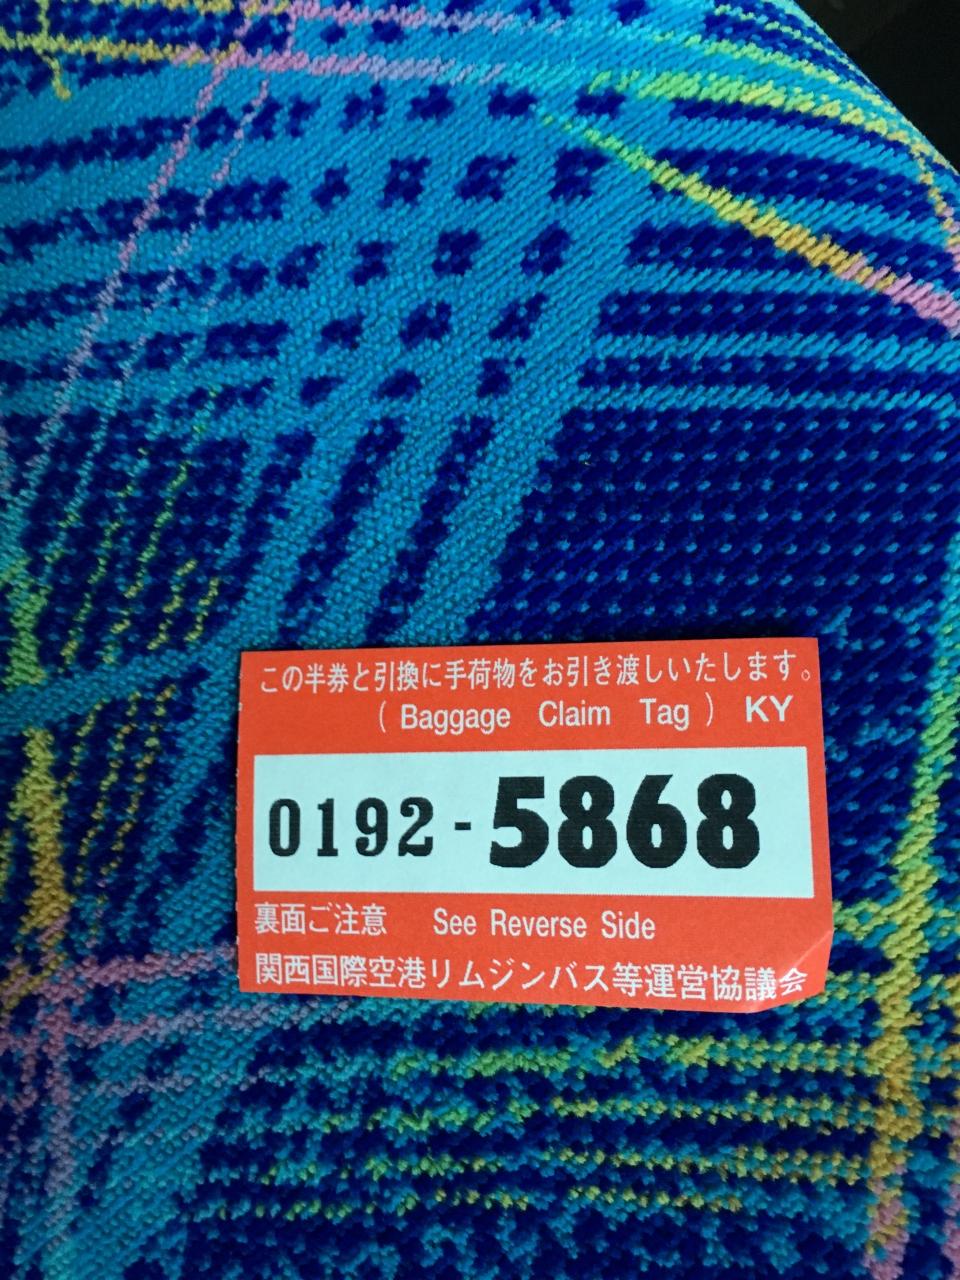 この半券と引換に手荷物をお引き渡しいたします。
( Baggage Claim Tag ) KY
0192-5868
裏面ご注意 See Reverse Side
関西国際空港リムジンバス等運営協議会